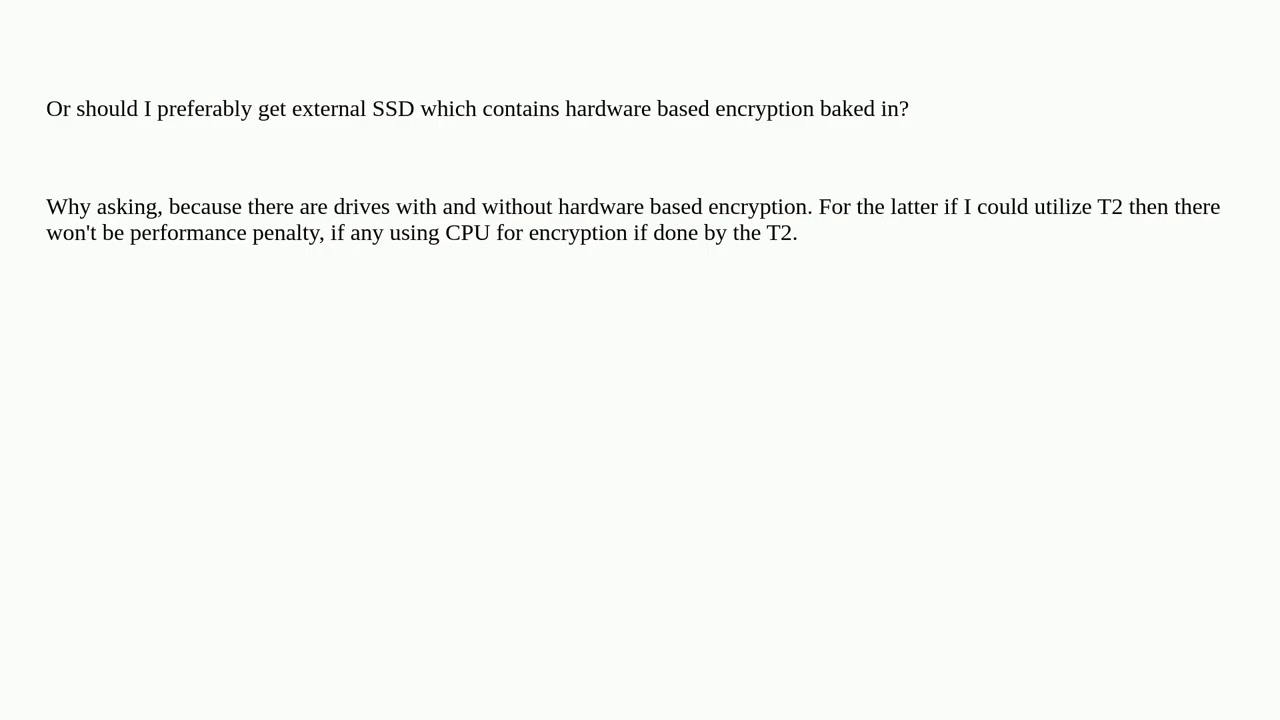 Or should I preferably get external SSD which contains hardware based encryption baked in?
Why asking, because there are drives with and without hardware based encryption. For the latter if I could utilize T2 then there
won't be performance penalty, if any using CPU for encryption if done by the T2.